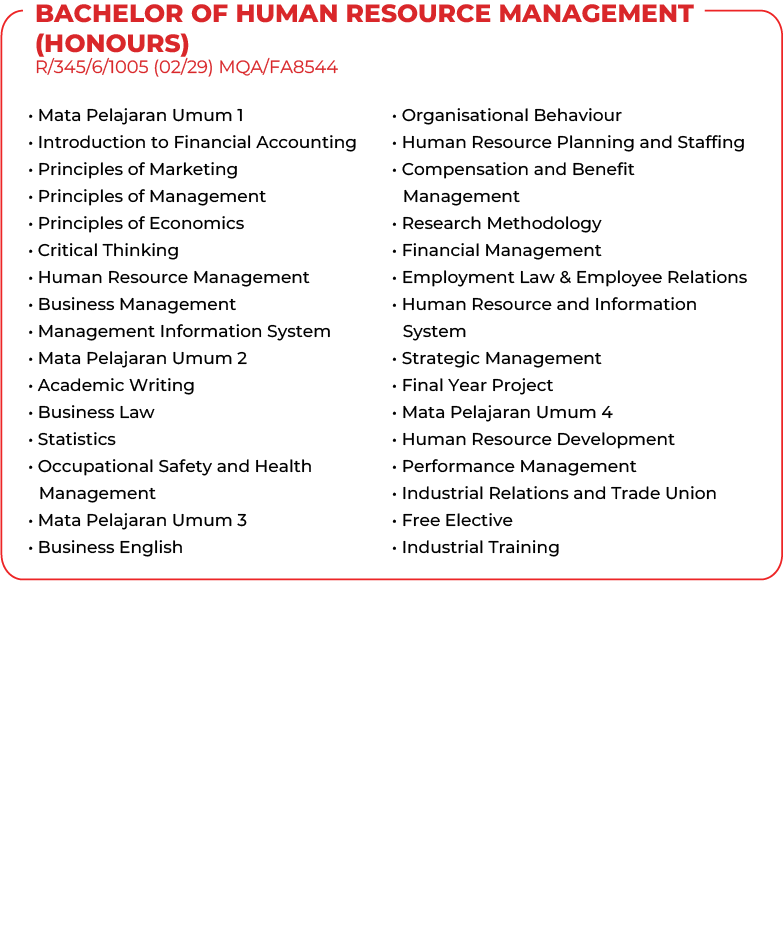 BACHELOR OF HUMAN RESOURCE MANAGEMENT
(HONOURS)
R/345/6/1005 (02/29) MQA/FA8544
• Mata Pelajaran Umum 1
• Introduction to Financial Accounting
• Principles of Marketing
• Principles of Management
• Principles of Economics
• Critical Thinking
• Human Resource Management
• Business Management
• Management Information System
• Mata Pelajaran Umum 2
• Academic Writing
• Business Law
• Statistics
• Occupational Safety and Health
Management
• Mata Pelajaran Umum 3
• Business English
• Organisational Behaviour
• Human Resource Planning and Staffing
• Compensation and Benefit
Management
• Research Methodology
• Financial Management
• Employment Law & Employee Relations
• Human Resource and Information
System
• Strategic Management
• Final Year Project
• Mata Pelajaran Umum 4
• Human Resource Development
• Performance Management
• Industrial Relations and Trade Union
• Free Elective
• Industrial Training